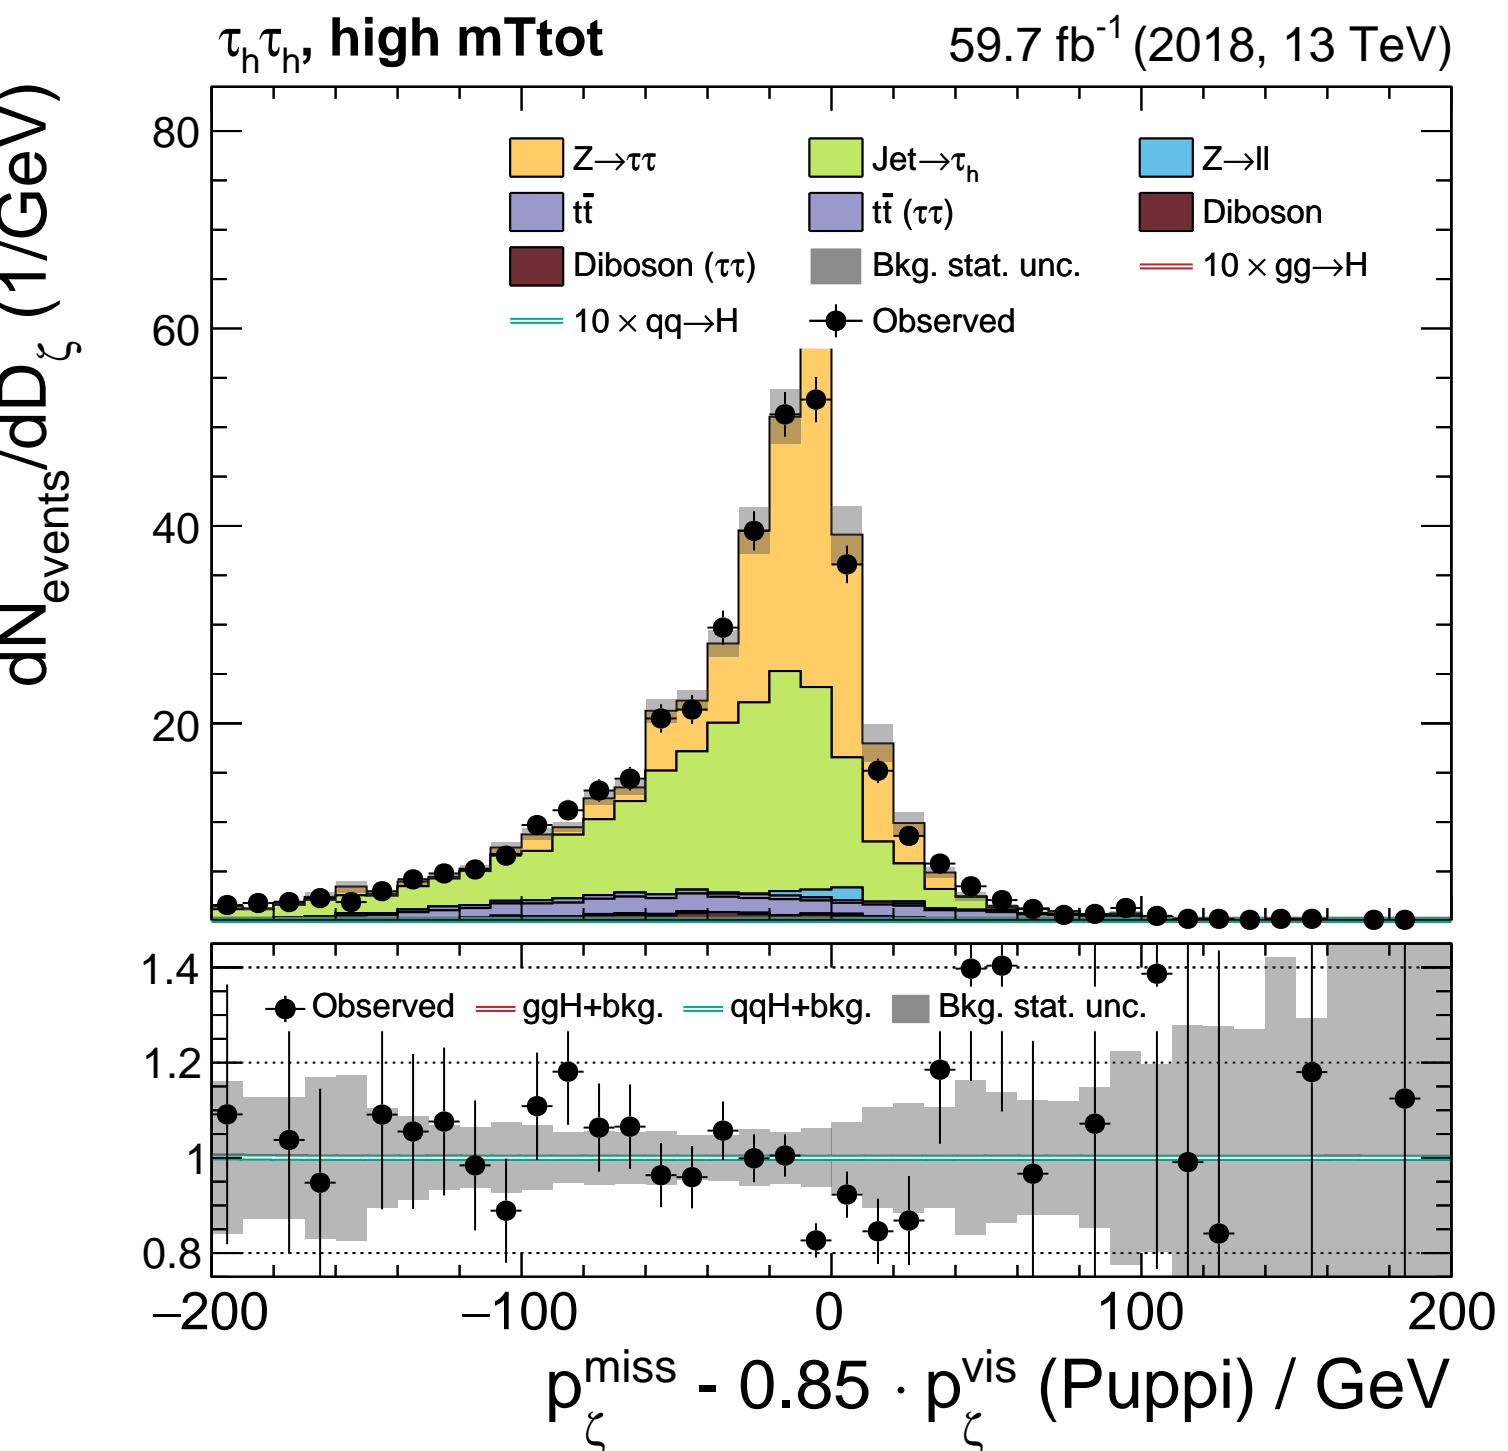 τhτh, high mTtot
59.7 fb-1 (2018, 13 TeV)
dNevents/dDζ (1/GeV)
80
60
40
20
Z→ττ Jet→τh Z→ll
tt̄ tt̄ (ττ) Diboson
Diboson (ττ) Bkg. stat. unc. 10 × gg→H
10 × qq→H Observed
1.4
1.2
1
0.8
Observed ggH+bkg. qqH+bkg. Bkg. stat. unc.
−200 −100 0 100 200
pζmiss - 0.85 · pζvis (Puppi) / GeV